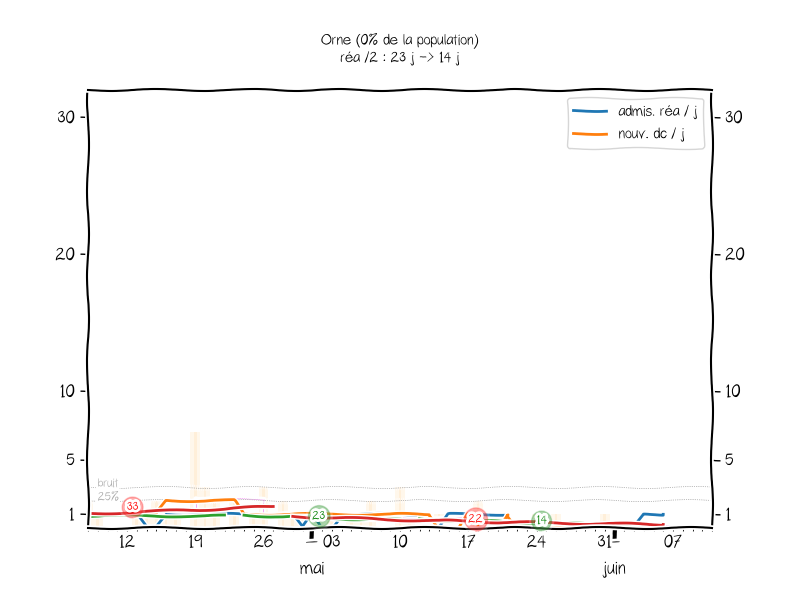 Orne (0% de la population)
réa /2 : 23 j -> 14 j
admis. réa / j
nouv. dc / j
30
30
20
20
10
10
5
5
bruit
25%
33
23
22
14
1
1
12 19 26 03 10 17 24 31 07
mai juin